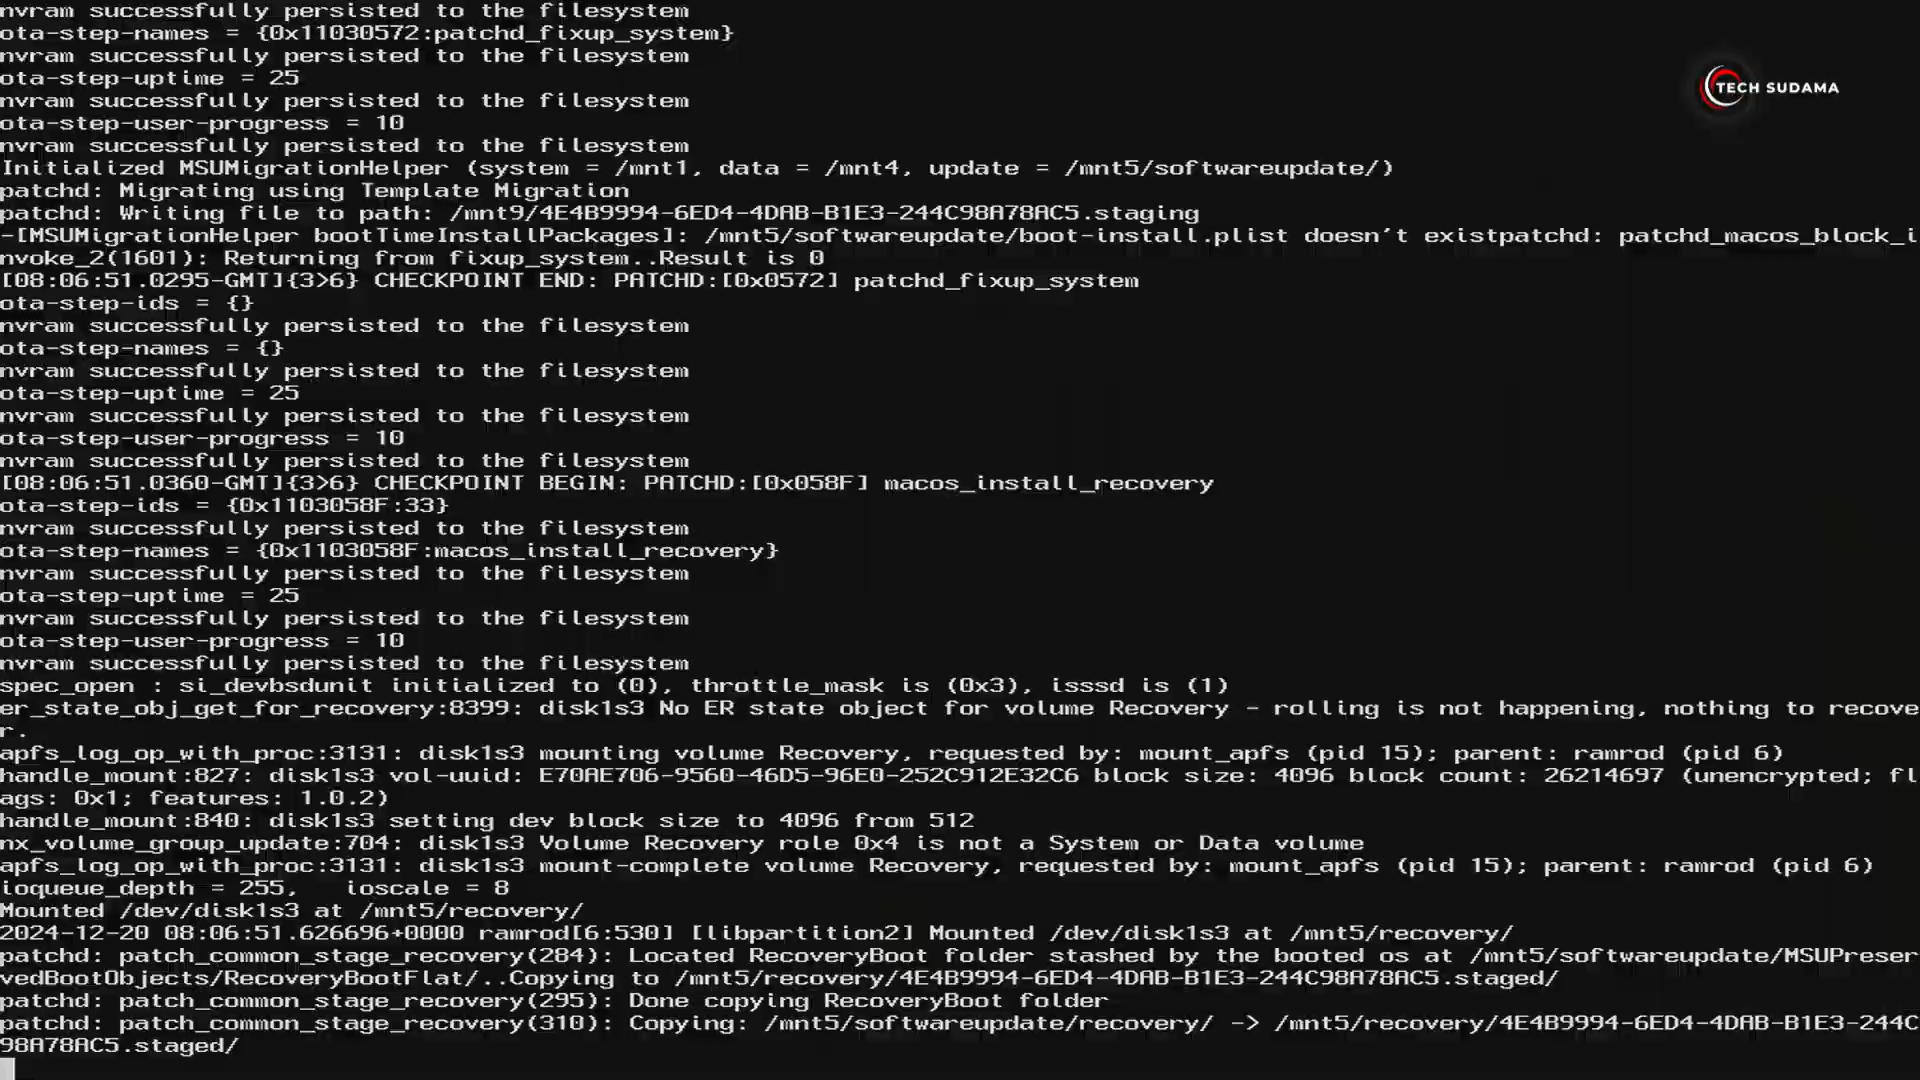 nvram successfully persisted to the filesystem
ota-step-names = {0x11030572:patchd_fixup_system}
nvram successfully persisted to the filesystem
ota-step-uptime = 25
nvram successfully persisted to the filesystem
ota-step-user-progress = 10
nvram successfully persisted to the filesystem
Initialized MSUMigrationHelper (system = /mnt1, data = /mnt4, update = /mnt5/softwareupdate/)
patchd: Migrating using Template Migration
patchd: Writing file to path: /mnt9/4E4B9994-6ED4-4DAB-B1E3-244C98A78AC5.staging
-[MSUMigrationHelper bootTimeInstallPackages]: /mnt5/softwareupdate/boot-install.plist doesn't existpatchd: patchd_macos_block_i
nvoke_2(1601): Returning from fixup_system..Result is 0
[08:06:51.0295-GMT]{3>6} CHECKPOINT END: PATCHD:[0x0572] patchd_fixup_system
ota-step-ids = {}
nvram successfully persisted to the filesystem
ota-step-names = {}
nvram successfully persisted to the filesystem
ota-step-uptime = 25
nvram successfully persisted to the filesystem
ota-step-user-progress = 10
nvram successfully persisted to the filesystem
[08:06:51.0360-GMT]{3>6} CHECKPOINT BEGIN: PATCHD:[0x058F] macos_install_recovery
ota-step-ids = {0x1103058F:33}
nvram successfully persisted to the filesystem
ota-step-names = {0x1103058F:macos_install_recovery}
nvram successfully persisted to the filesystem
ota-step-uptime = 25
nvram successfully persisted to the filesystem
ota-step-user-progress = 10
nvram successfully persisted to the filesystem
spec_open : si_devbsdunit initialized to (0), throttle_mask is (0x3), isssd is (1)
er_state_obj_get_for_recovery:8399: disk1s3 No ER state object for volume Recovery - rolling is not happening, nothing to recove
r.
apfs_log_op_with_proc:3131: disk1s3 mounting volume Recovery, requested by: mount_apfs (pid 15); parent: ramrod (pid 6)
handle_mount:827: disk1s3 vol-uuid: E70AE706-9560-46D5-96E0-252C912E32C6 block size: 4096 block count: 26214697 (unencrypted; fl
ags: 0x1; features: 1.0.2)
handle_mount:840: disk1s3 setting dev block size to 4096 from 512
nx_volume_group_update:704: disk1s3 Volume Recovery role 0x4 is not a System or Data volume
apfs_log_op_with_proc:3131: disk1s3 mount-complete volume Recovery, requested by: mount_apfs (pid 15); parent: ramrod (pid 6)
ioqueue_depth = 255,   ioscale = 8
Mounted /dev/disk1s3 at /mnt5/recovery/
2024-12-20 08:06:51.626696+0000 ramrod[6:530] [libpartition2] Mounted /dev/disk1s3 at /mnt5/recovery/
patchd: patch_common_stage_recovery(284): Located RecoveryBoot folder stashed by the booted os at /mnt5/softwareupdate/MSUPreser
vedBootObjects/RecoveryBootFlat/..Copying to /mnt5/recovery/4E4B9994-6ED4-4DAB-B1E3-244C98A78AC5.staged/
patchd: patch_common_stage_recovery(295): Done copying RecoveryBoot folder
patchd: patch_common_stage_recovery(310): Copying: /mnt5/softwareupdate/recovery/ -> /mnt5/recovery/4E4B9994-6ED4-4DAB-B1E3-244C
98A78AC5.staged/
TECH SUDAMA